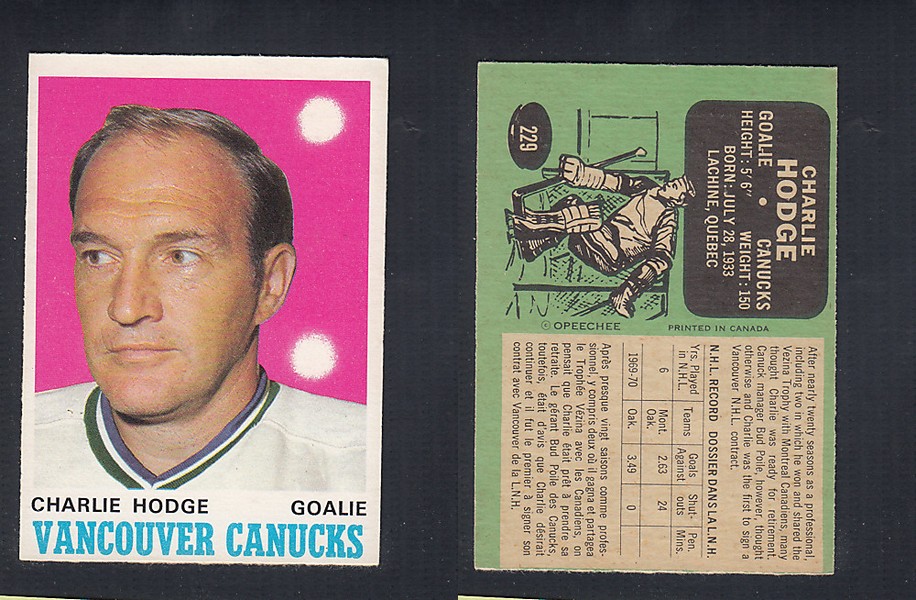 CHARLIE HODGE GOALIE
VANCOUVER CANUCKS
229
CHARLIE
HODGE
GOALIE • CANUCKS
HEIGHT: 5' 6" WEIGHT: 150
BORN: JULY 28, 1933
LACHINE, QUEBEC
© OPEECHEE PRINTED IN CANADA
After nearly twenty seasons as a professional,
including two in which he won and shared the
Vezina Trophy with Montreal Canadiens, many
thought Charlie was ready for retirement.
Canuck manager Bud Poile, however, thought
otherwise and Charlie was the first to sign a
Vancouver N.H.L. contract.
N.H.L. RECORD DOSSIER DANS LA L.N.H.
Yrs. Played Teams Goals Shut- Pen.
in N.H.L. Against outs Mins.
6 Mont. 2.63 24
Oak.
1969-70 Oak. 3.49 0
Après presque vingt saisons comme profes-
sionnel, y compris deux où il gagna et partagea
le Trophée Vézina avec les Canadiens, on
pensait que Charlie était prêt à prendre sa
retraite. Le gérant Bud Poile des Canucks,
toutefois, était d'avis que Charlie désirait
continuer et il fut le premier à signer son
contrat avec Vancouver de la L.N.H.